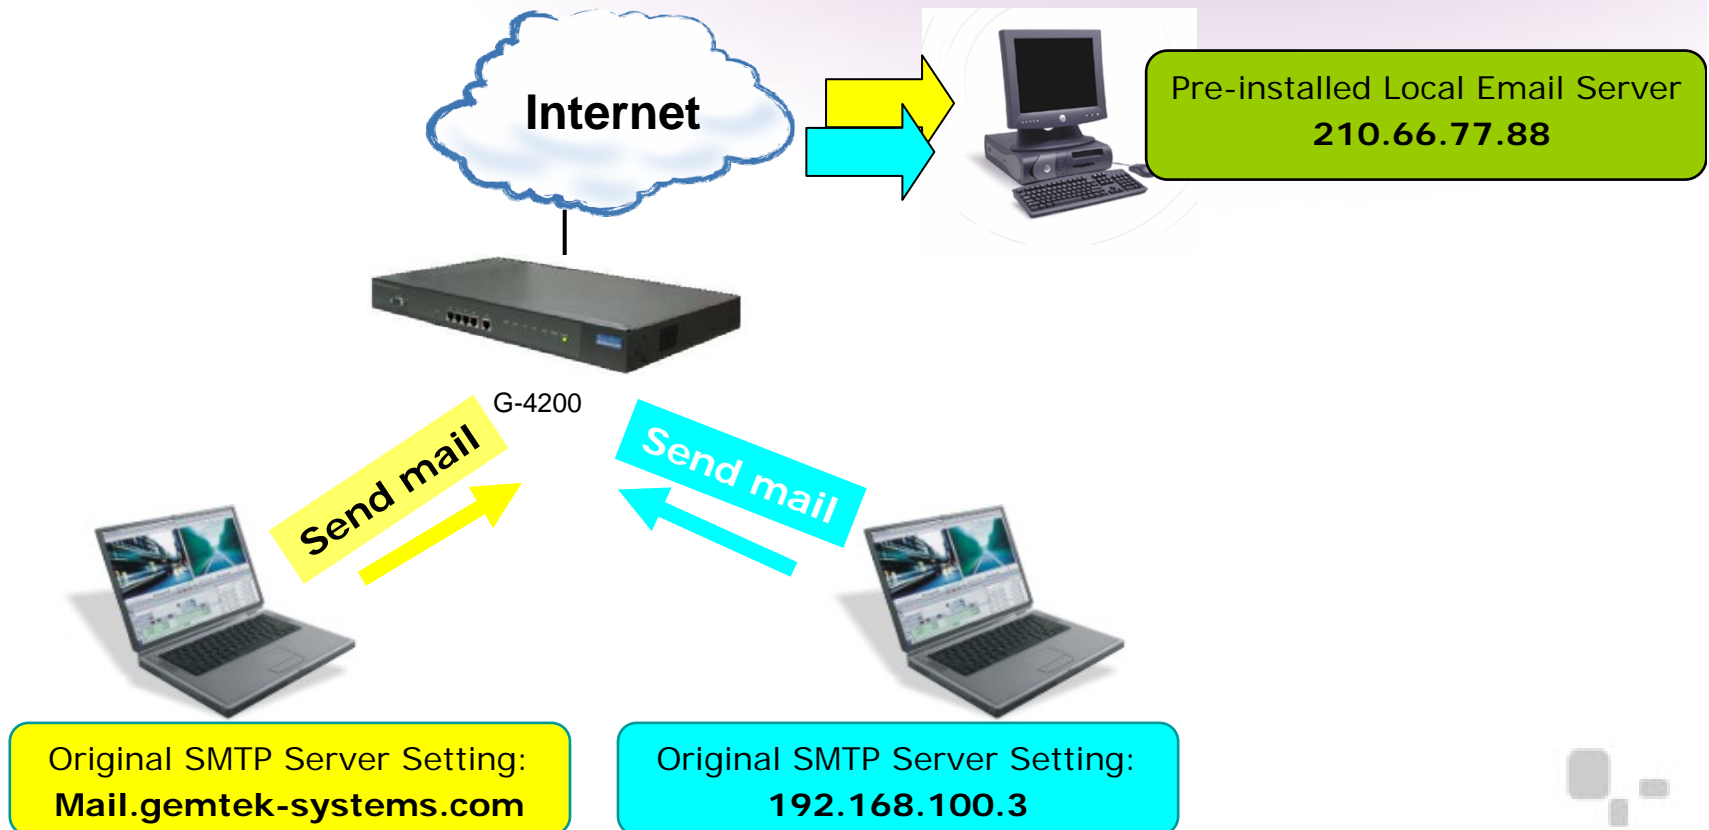 Internet
Pre-installed Local Email Server
210.66.77.88
G-4200
Send mail
Send mail
Original SMTP Server Setting:
Mail.gemtek-systems.com
Original SMTP Server Setting:
192.168.100.3